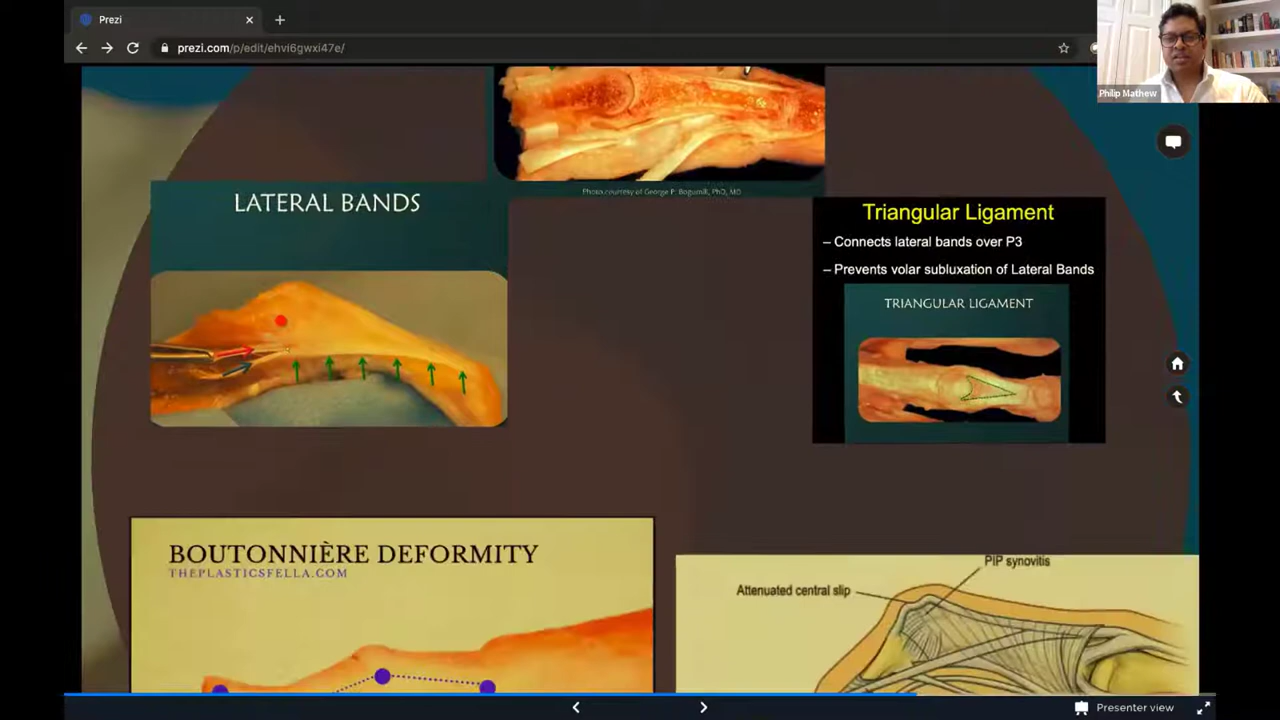 Prezi
prezi.com/p/edit/ehvi6gwxi47e/
Philip Mathew
Photo courtesy of George P. Bogumill, PhD, MD
LATERAL BANDS
Triangular Ligament
– Connects lateral bands over P3
– Prevents volar subluxation of Lateral Bands
TRIANGULAR LIGAMENT
BOUTONNIÈRE DEFORMITY
THEPLASTICSFELLA.COM
PIP synovitis
Attenuated central slip
Presenter view